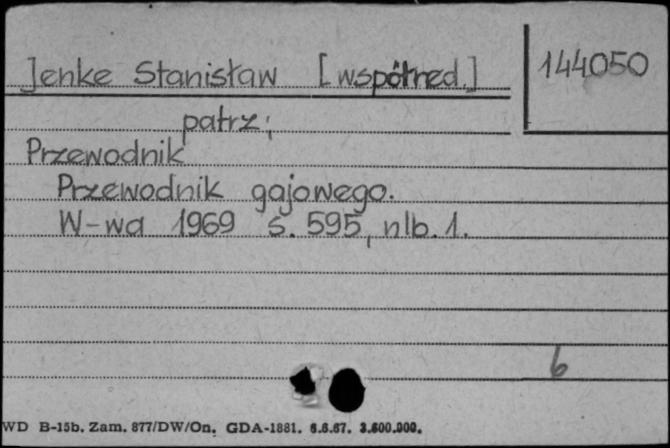 Jenke Stanisław [współred.] 144050
patrz;
Przewodnik
Przewodnik gajowego.
W-wa 1969 s. 595, nlb. 1.
6
WD B-15b. Zam. 877/DW/On. GDA-1881. 6.6.67. 3.600.000.